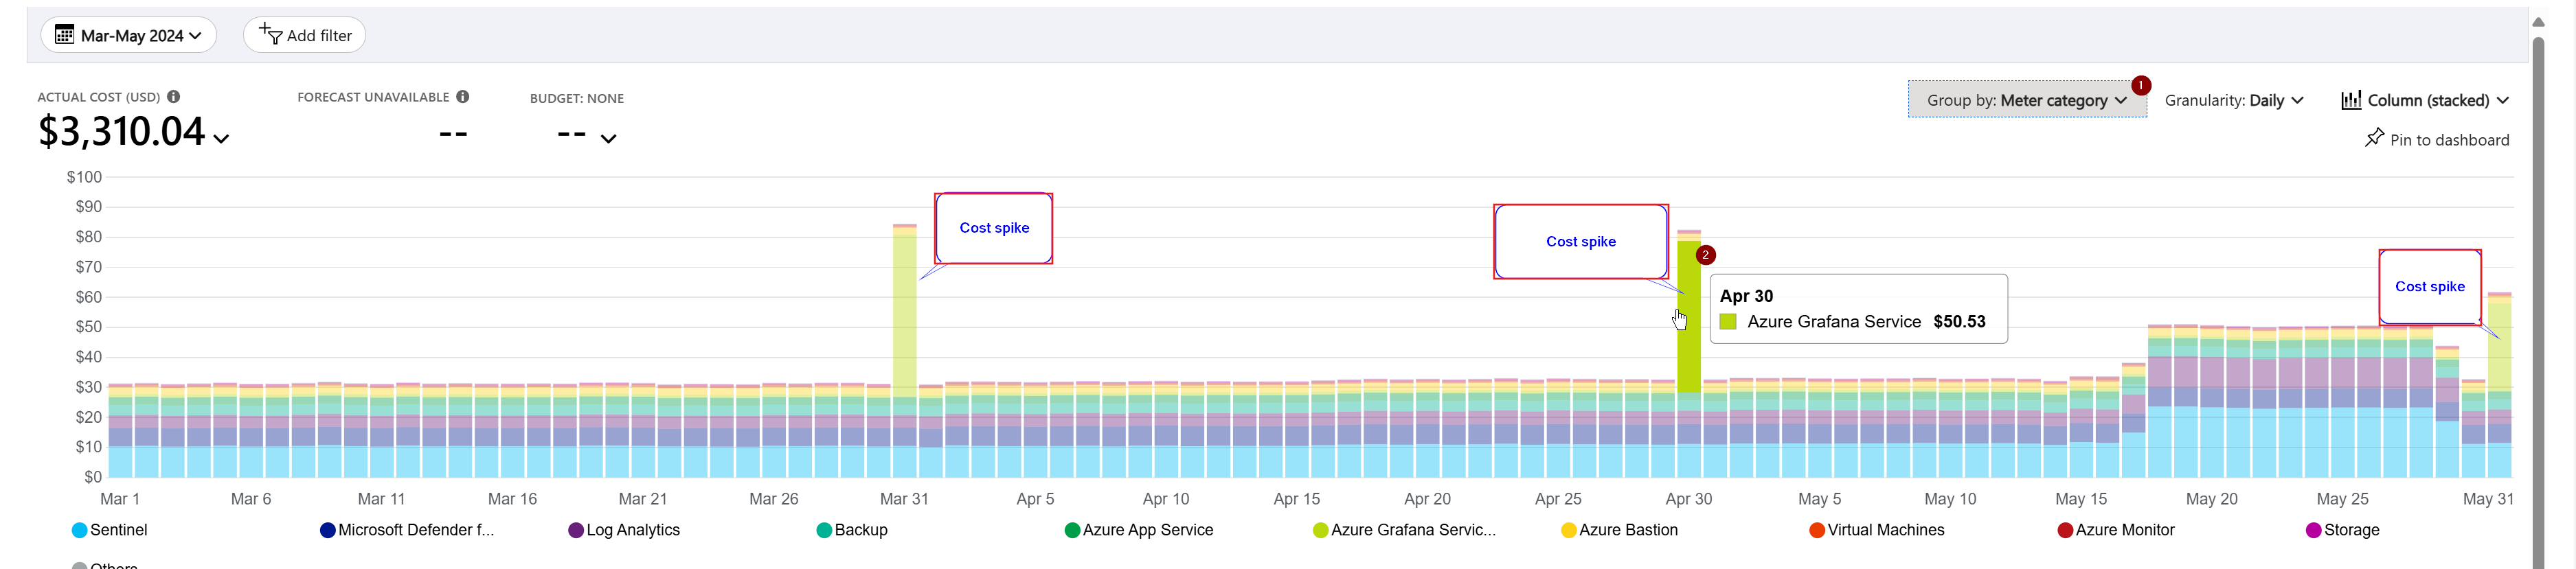 Mar-May 2024
Add filter
ACTUAL COST (USD)
$3,310.04
FORECAST UNAVAILABLE
--
BUDGET: NONE
--
Group by: Meter category
1
Granularity: Daily
Column (stacked)
Pin to dashboard
$100
$90
$80
$70
$60
$50
$40
$30
$20
$10
$0
Cost spike
Cost spike
2
Apr 30
Azure Grafana Service $50.53
Cost spike
Mar 1 Mar 6 Mar 11 Mar 16 Mar 21 Mar 26 Mar 31 Apr 5 Apr 10 Apr 15 Apr 20 Apr 25 Apr 30 May 5 May 10 May 15 May 20 May 25 May 31
Sentinel Microsoft Defender f... Log Analytics Backup Azure App Service Azure Grafana Servic... Azure Bastion Virtual Machines Azure Monitor Storage
Others